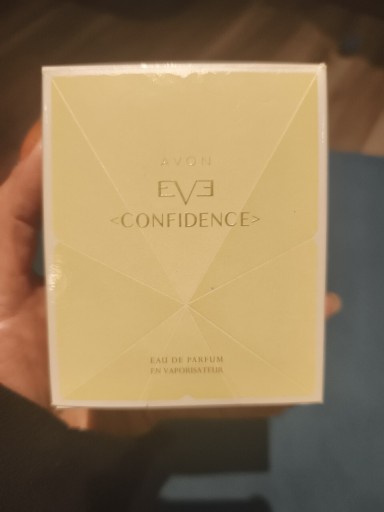 AVON
EVE
<CONFIDENCE>
EAU DE PARFUM
EN VAPORISATEUR